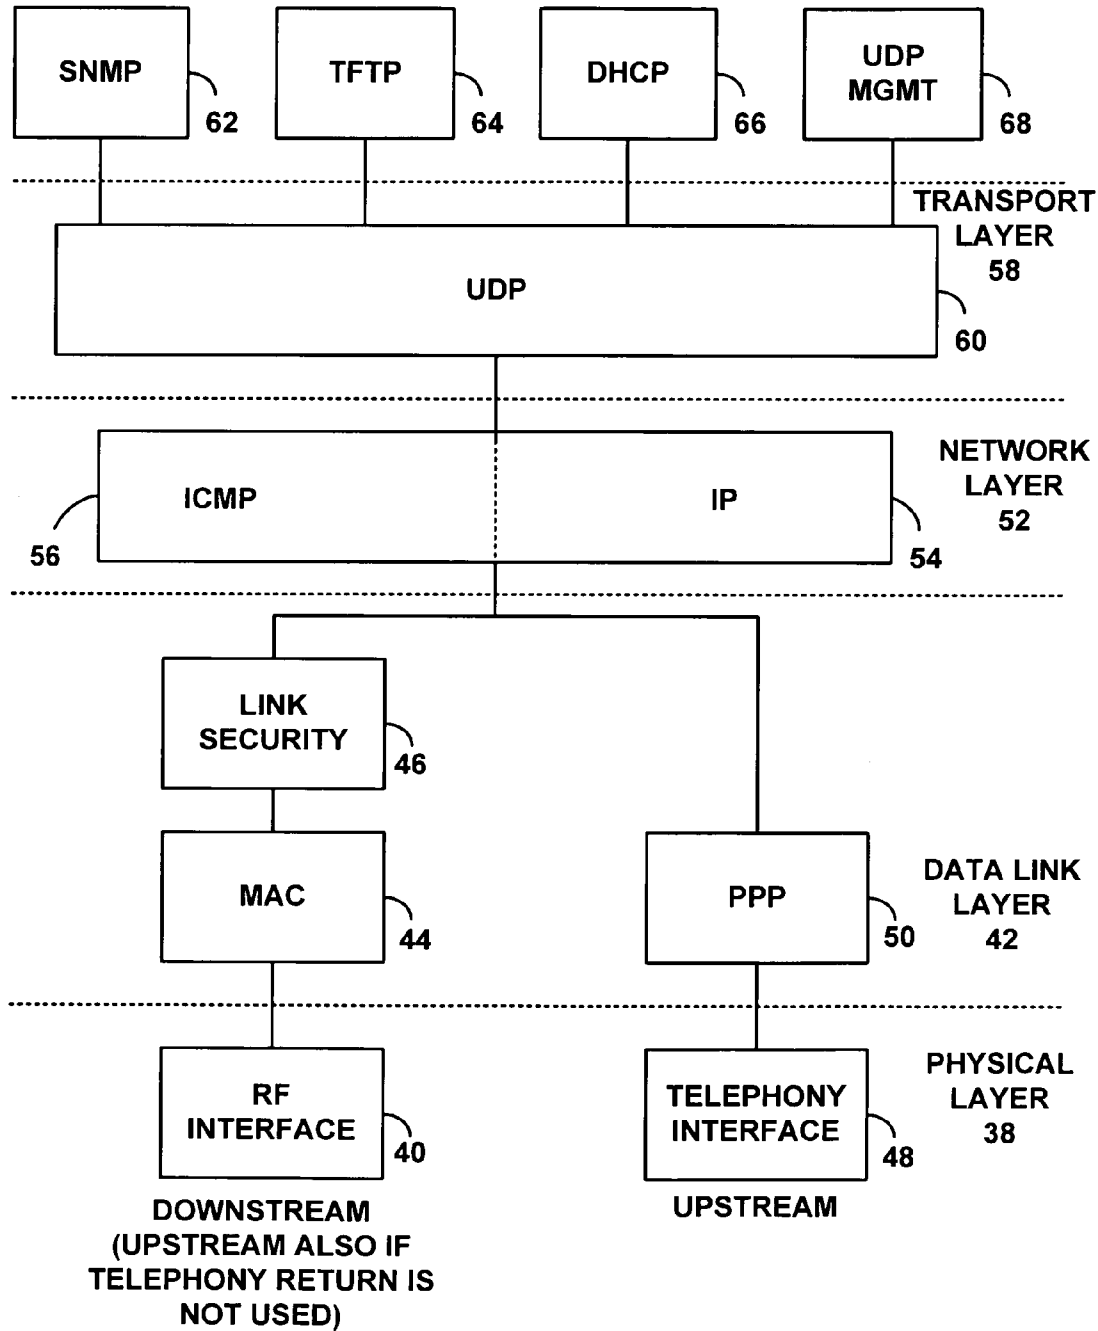 SNMP
62
TFTP
64
DHCP
66
UDP
MGMT
68
TRANSPORT
LAYER
58
UDP
60
NETWORK
LAYER
52
ICMP
IP
56
54
LINK
SECURITY
46
MAC
44
PPP
50
DATA LINK
LAYER
42
RF
INTERFACE
40
TELEPHONY
INTERFACE
48
PHYSICAL
LAYER
38
DOWNSTREAM
(UPSTREAM ALSO IF
TELEPHONY RETURN IS
NOT USED)
UPSTREAM